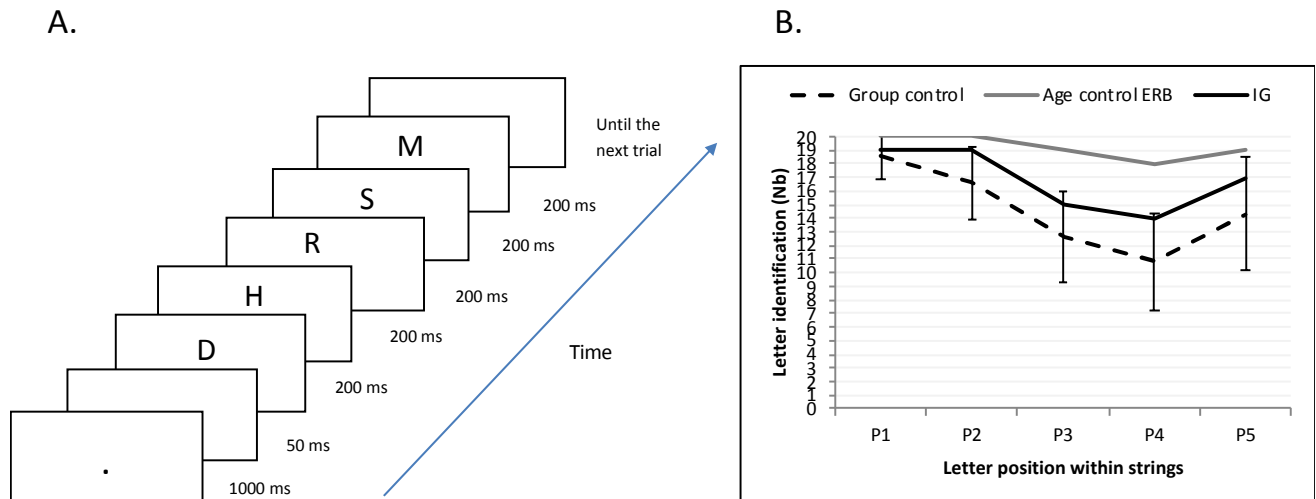 A.
Until the
next trial
M
200 ms
S
200 ms
R
200 ms
H
200 ms
D
200 ms
50 ms
.
1000 ms
Time
B.
Group control Age control ERB IG
Letter identification (Nb)
20
19
18
17
16
15
14
13
12
11
10
9
8
7
6
5
4
3
2
1
0
P1 P2 P3 P4 P5
Letter position within strings